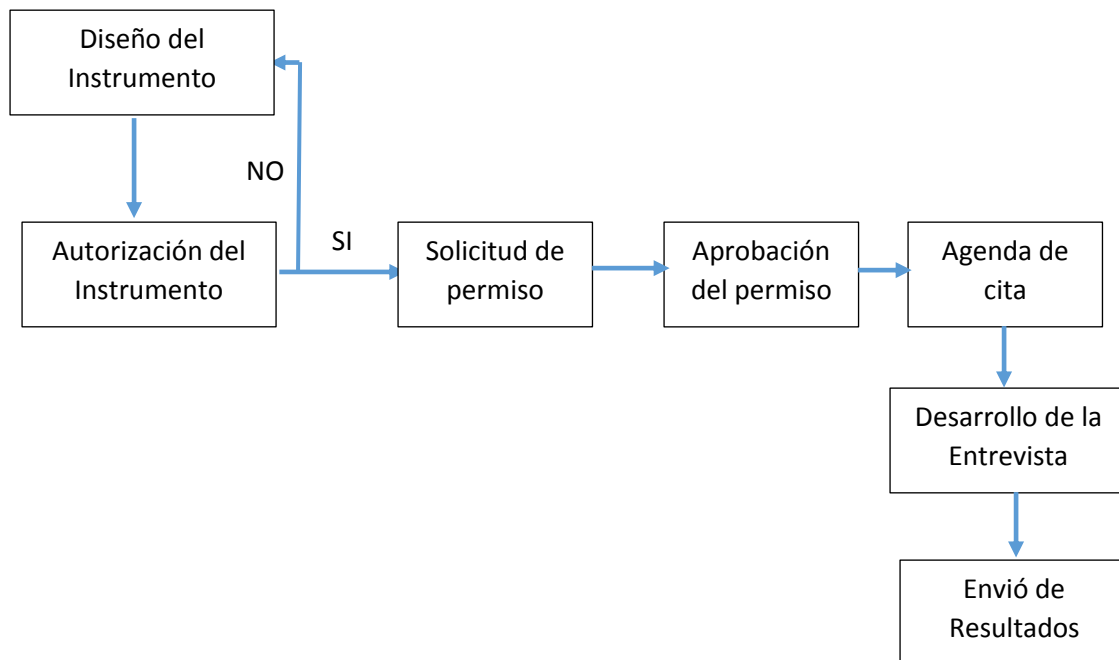 Diseño del
Instrumento
NO
Autorización del
Instrumento
SI
Solicitud de
permiso
Aprobación
del permiso
Agenda de
cita
Desarrollo de la
Entrevista
Envió de
Resultados